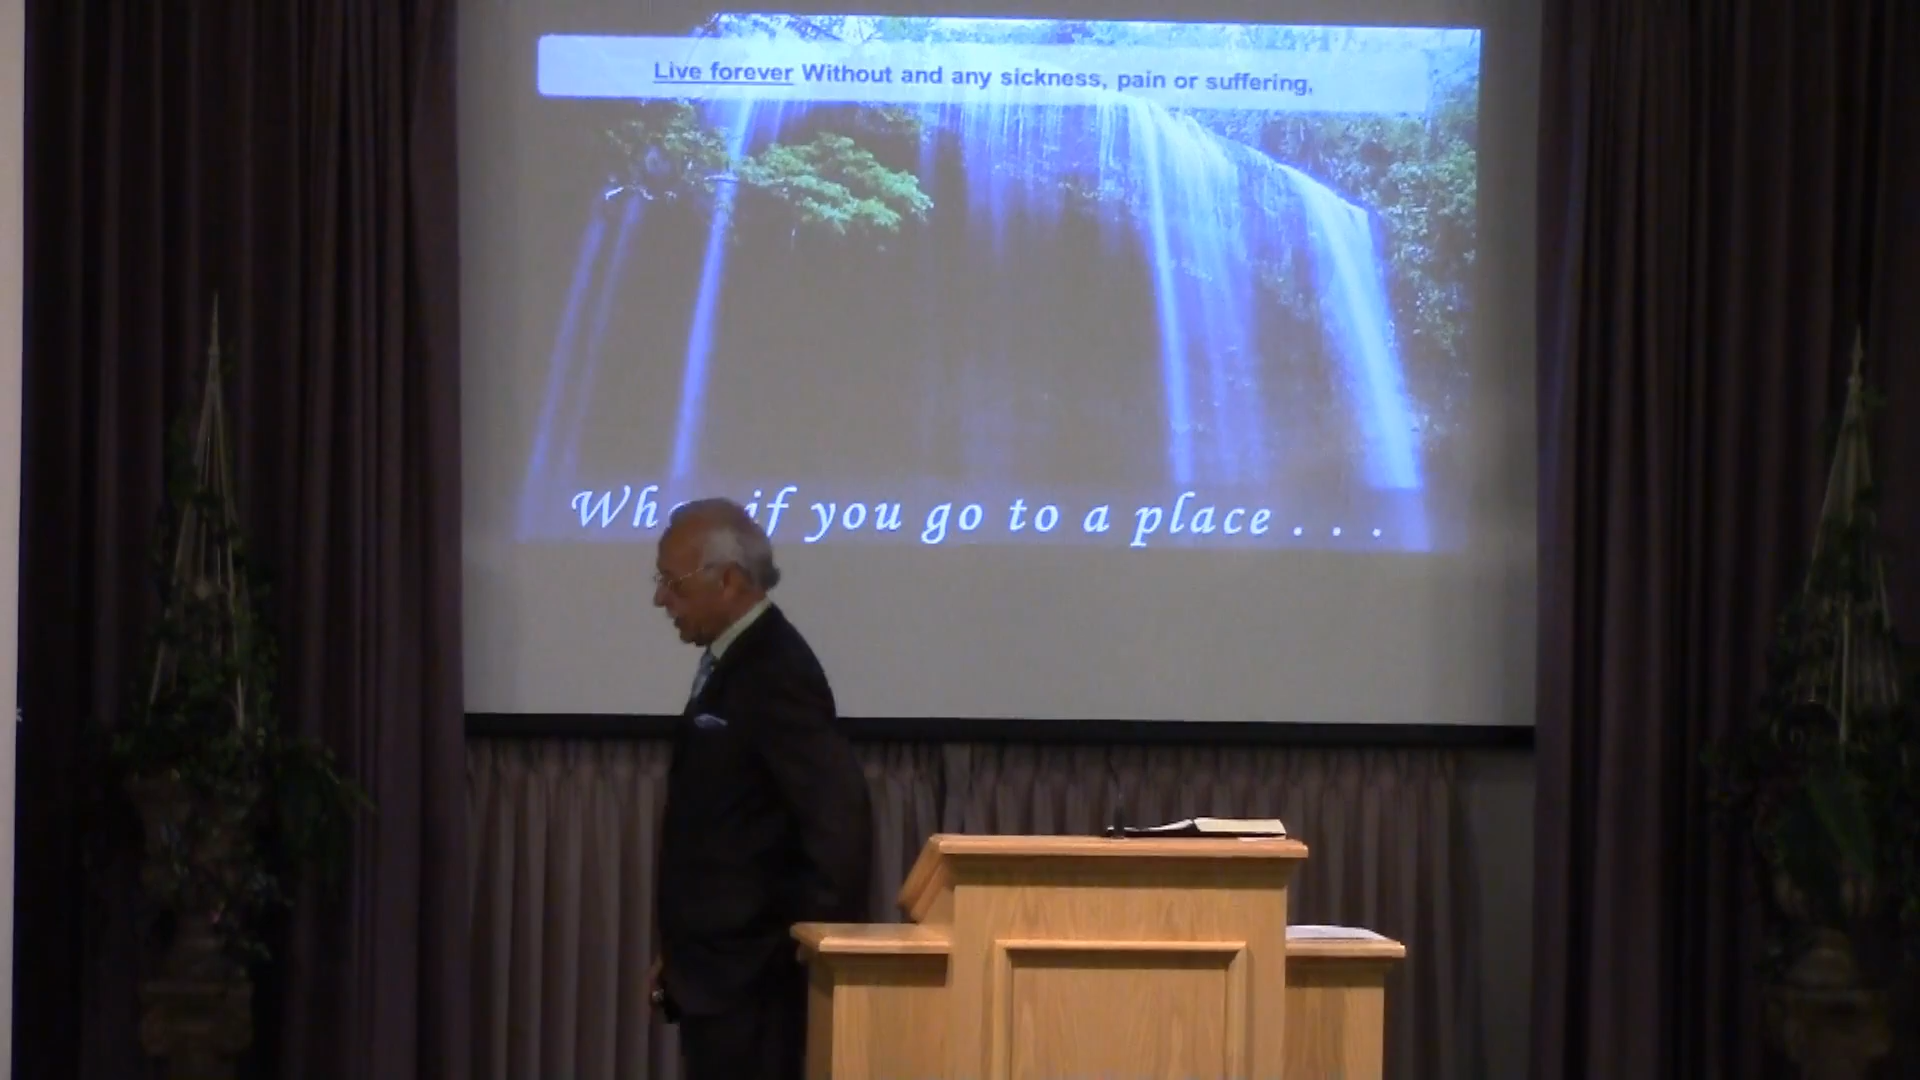 Live forever Without and any sickness, pain or suffering,
if you go to a place . . .